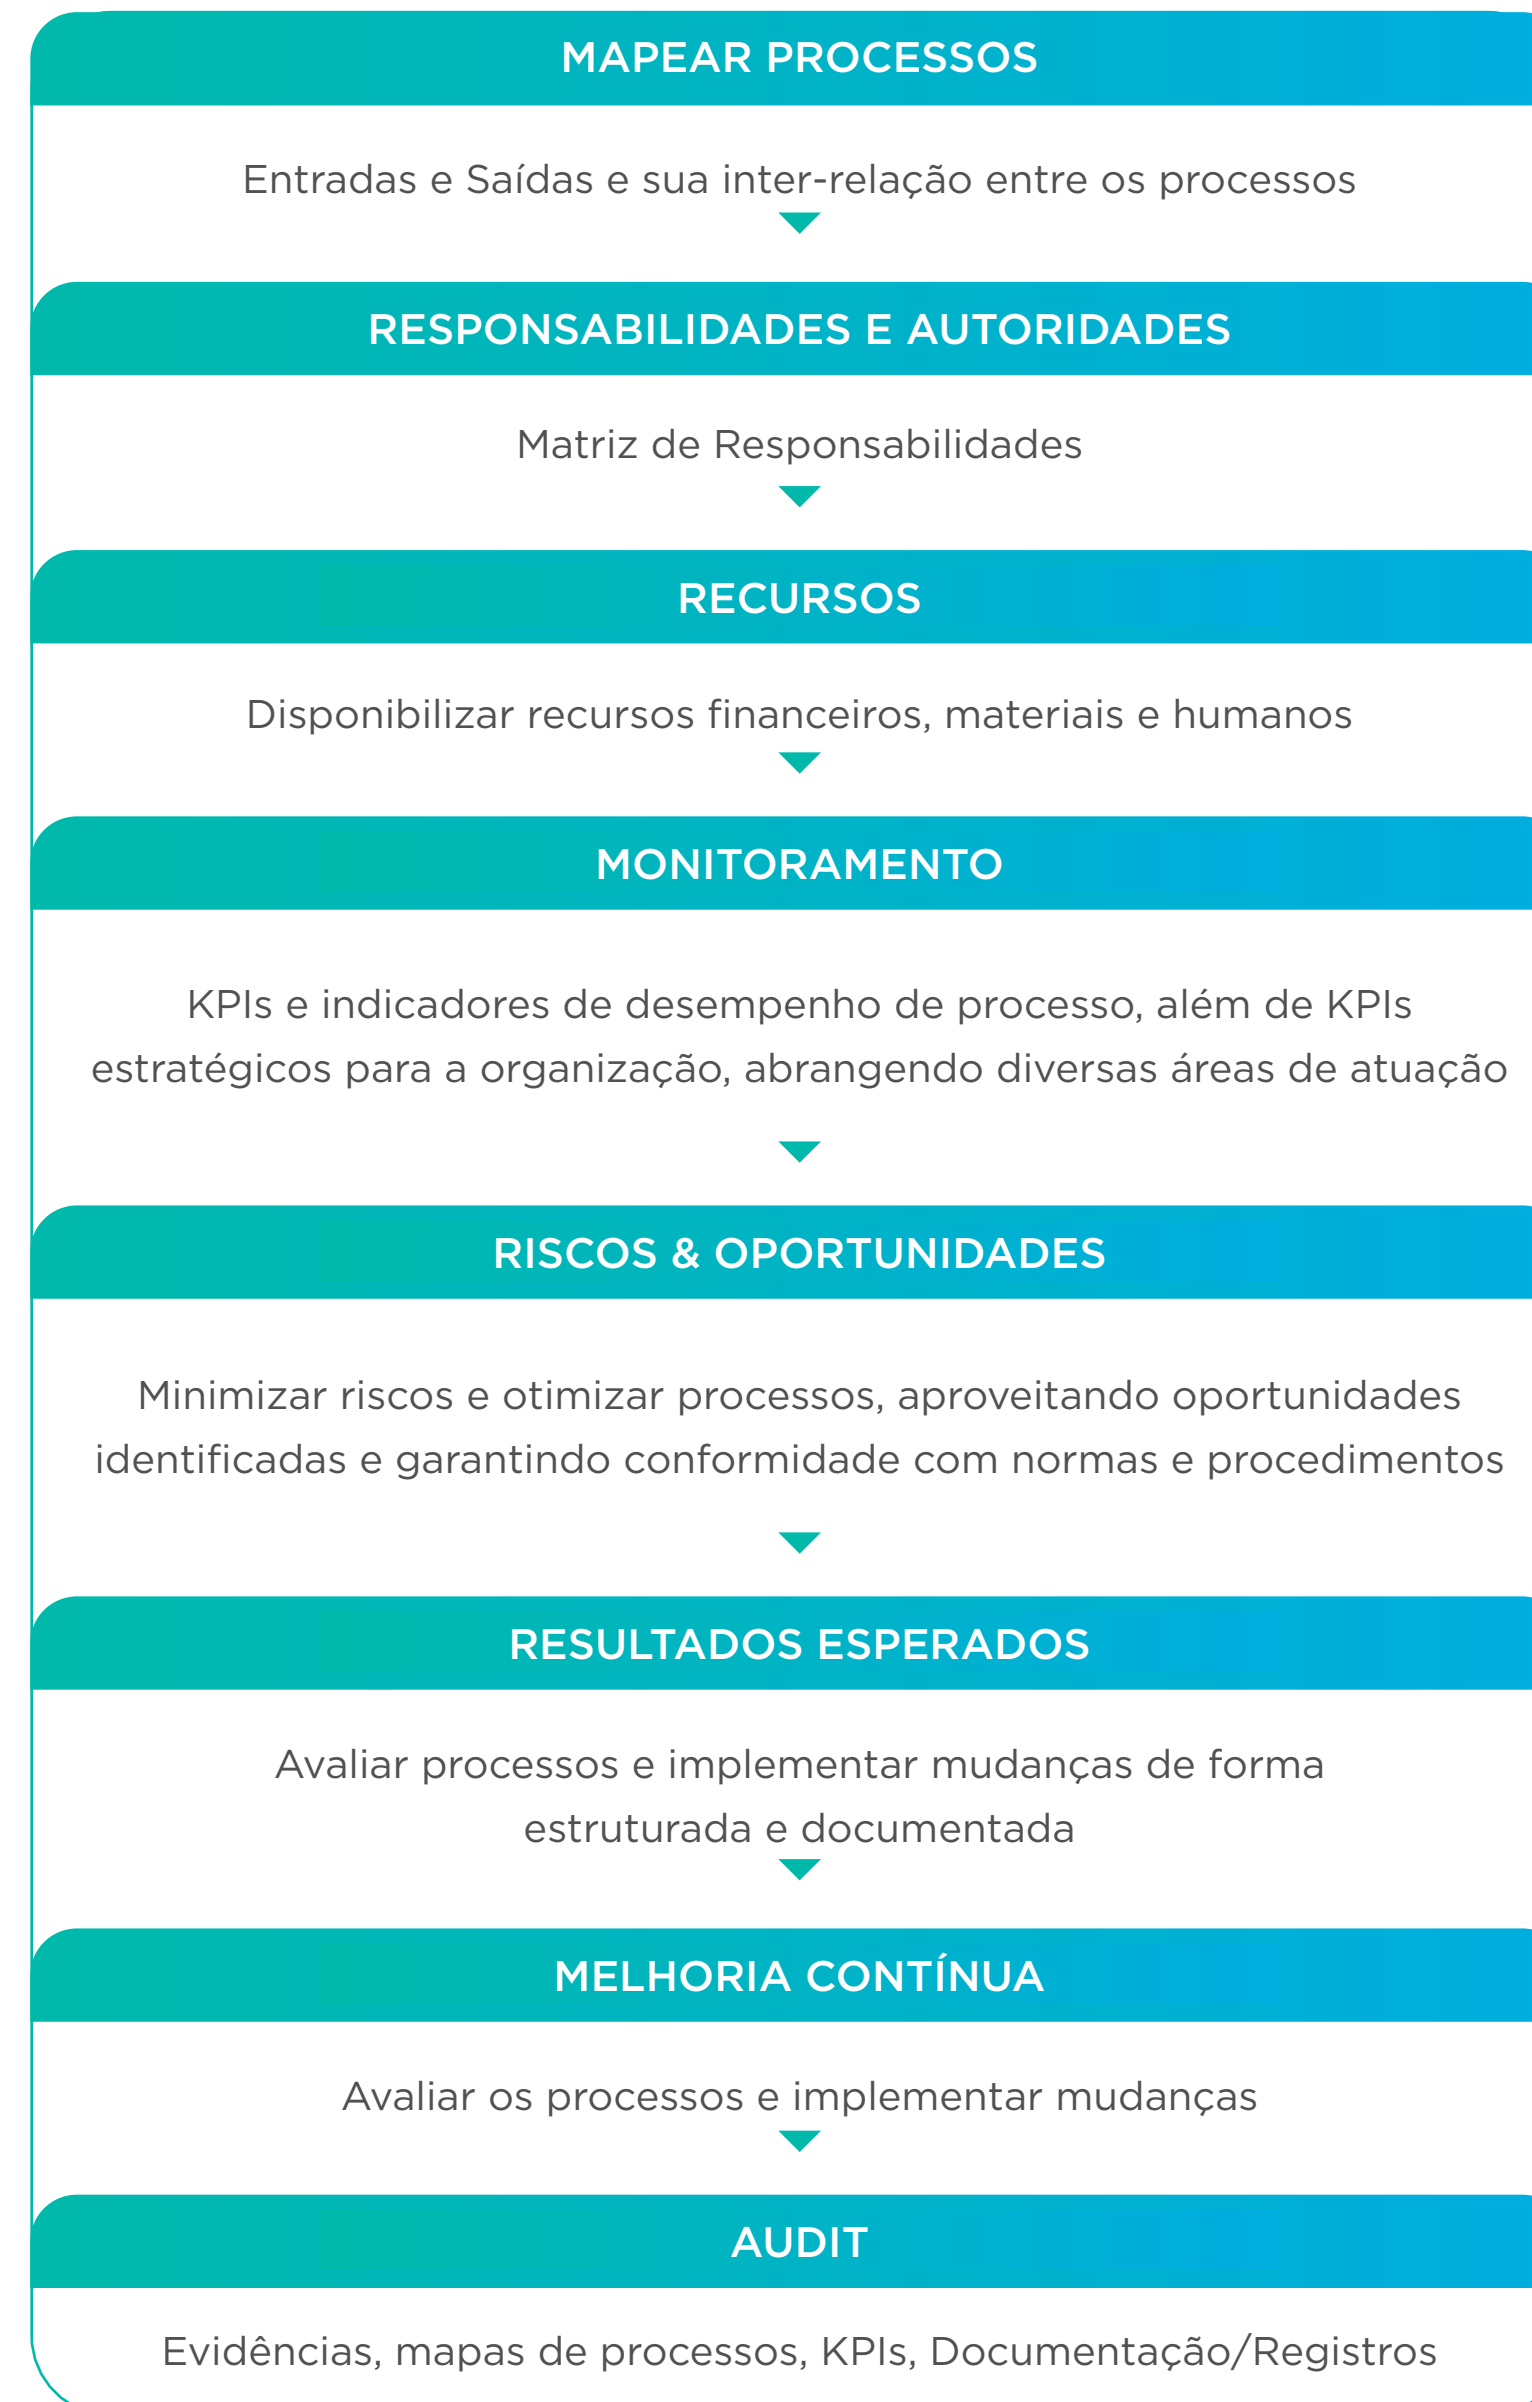 MAPEAR PROCESSOS
Entradas e Saídas e sua inter-relação entre os processos
RESPONSABILIDADES E AUTORIDADES
Matriz de Responsabilidades
RECURSOS
Disponibilizar recursos financeiros, materiais e humanos
MONITORAMENTO
KPIs e indicadores de desempenho de processo, além de KPIs
estratégicos para a organização, abrangendo diversas áreas de atuação
RISCOS & OPORTUNIDADES
Minimizar riscos e otimizar processos, aproveitando oportunidades
identificadas e garantindo conformidade com normas e procedimentos
RESULTADOS ESPERADOS
Avaliar processos e implementar mudanças de forma
estruturada e documentada
MELHORIA CONTÍNUA
Avaliar os processos e implementar mudanças
AUDIT
Evidências, mapas de processos, KPIs, Documentação/Registros